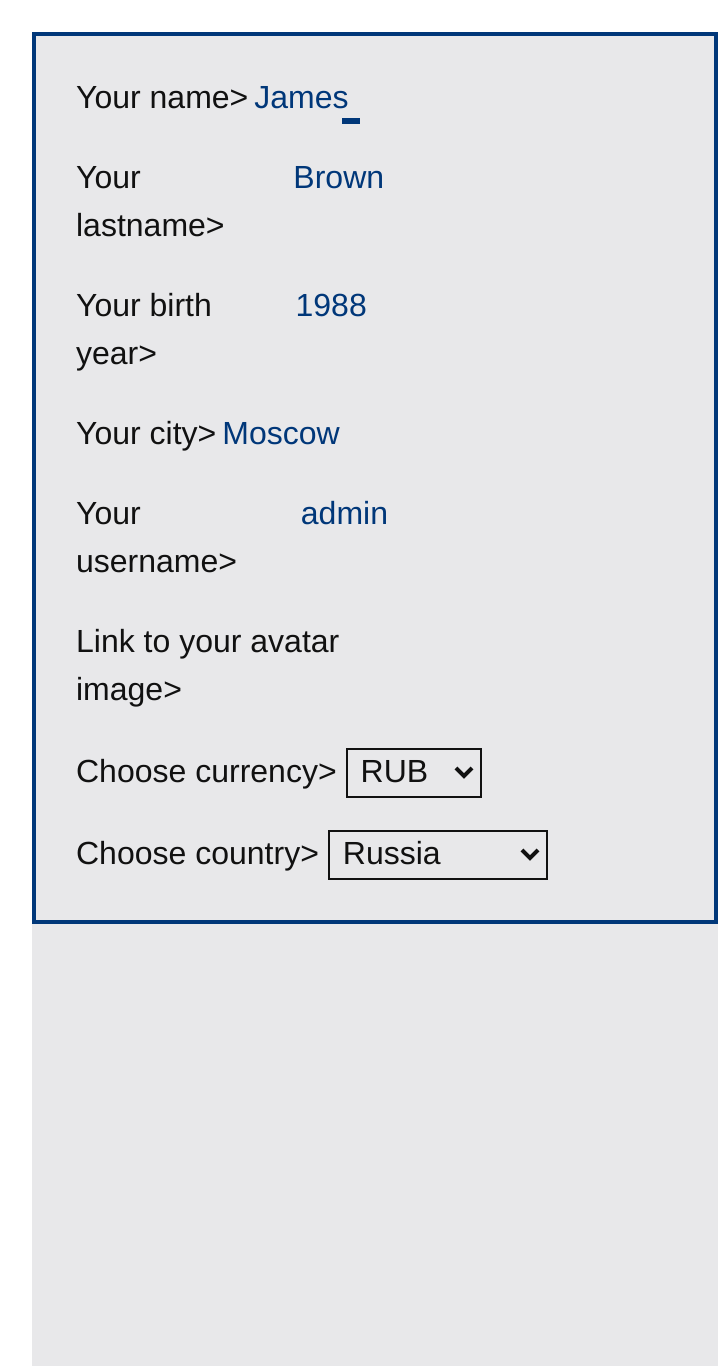 Your name> James
Your Brown
lastname>
Your birth 1988
year>
Your city> Moscow
Your admin
username>
Link to your avatar
image>
Choose currency> RUB
Choose country> Russia